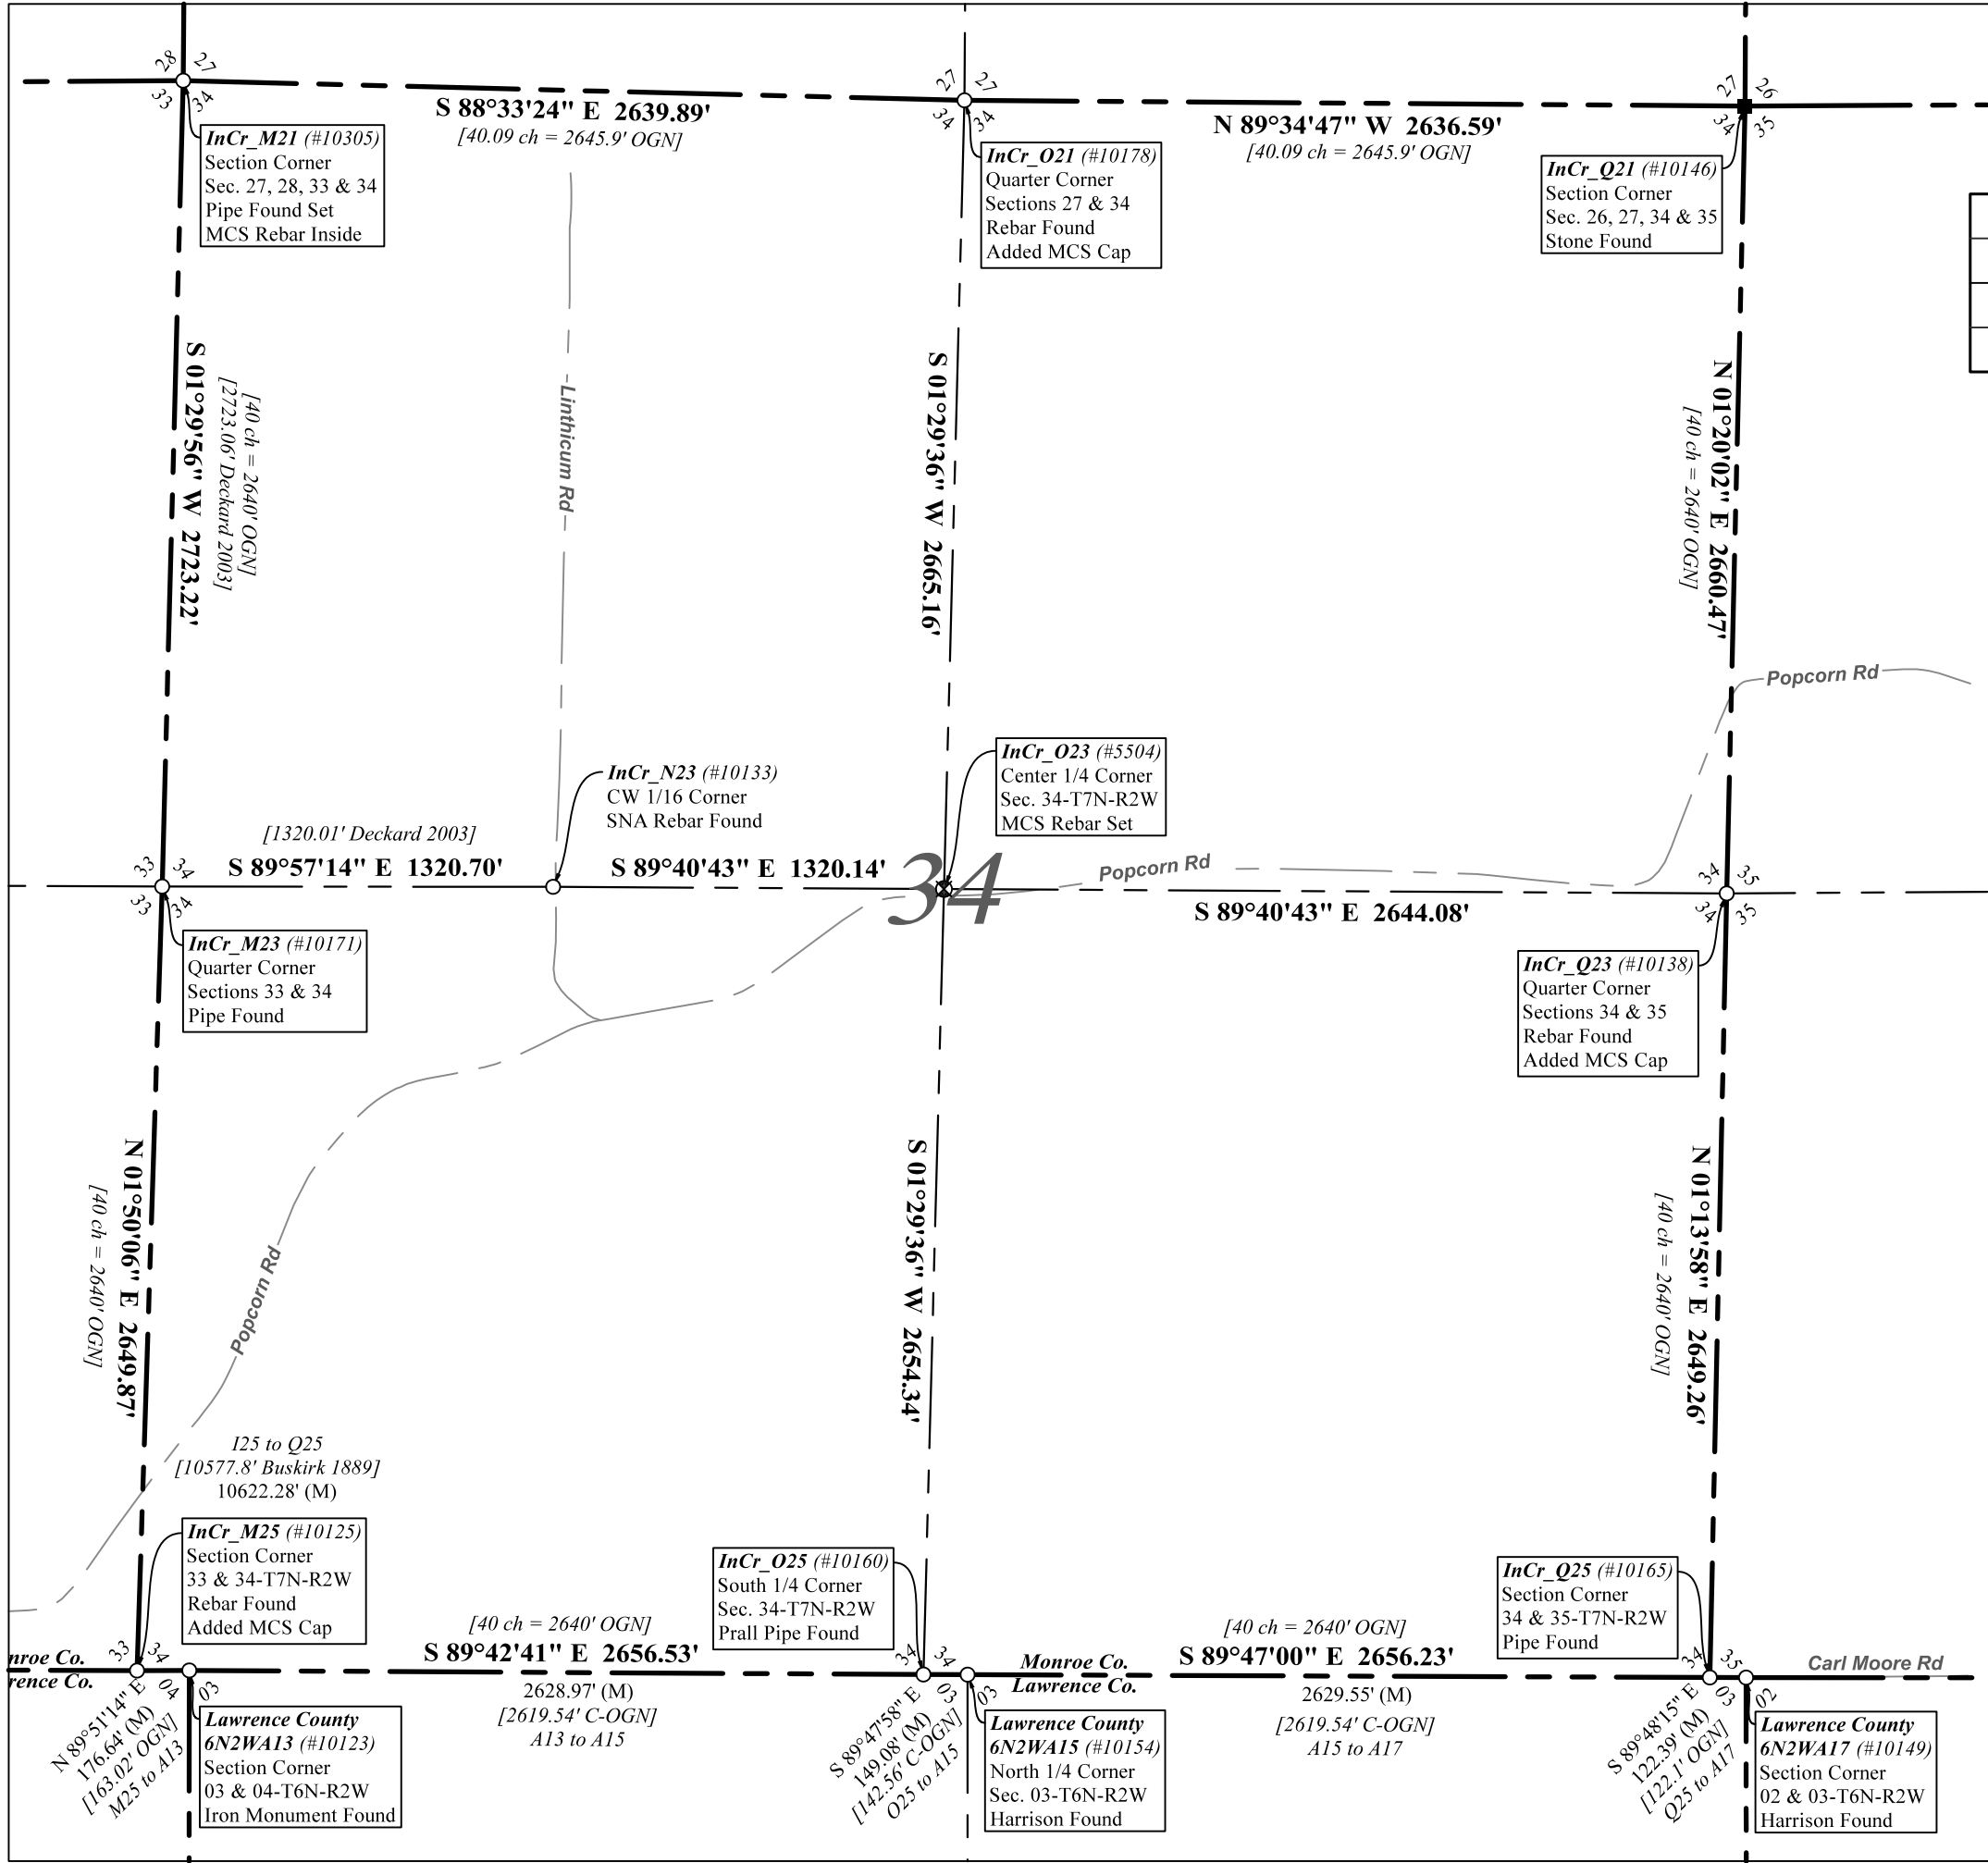 28 27
33 34
27 27
34 34
27 26
34 35
S 88°33'24" E 2639.89'
[40.09 ch = 2645.9' OGN]
N 89°34'47" W 2636.59'
[40.09 ch = 2645.9' OGN]
InCr_M21 (#10305)
Section Corner
Sec. 27, 28, 33 & 34
Pipe Found Set
MCS Rebar Inside
InCr_O21 (#10178)
Quarter Corner
Sections 27 & 34
Rebar Found
Added MCS Cap
InCr_Q21 (#10146)
Section Corner
Sec. 26, 27, 34 & 35
Stone Found
S 01°29'56" W 2723.22'
[40 ch = 2640' OGN]
[2723.06' Deckard 2003]
Linthicum Rd
S 01°29'36" W 2665.16'
N 01°20'02" E 2660.47'
[40 ch = 2640' OGN]
Popcorn Rd
InCr_N23 (#10133)
CW 1/16 Corner
SNA Rebar Found
InCr_O23 (#5504)
Center 1/4 Corner
Sec. 34-T7N-R2W
MCS Rebar Set
[1320.01' Deckard 2003]
S 89°57'14" E 1320.70'
S 89°40'43" E 1320.14'
34
Popcorn Rd
S 89°40'43" E 2644.08'
33 34
33 34
34 35
34 35
InCr_M23 (#10171)
Quarter Corner
Sections 33 & 34
Pipe Found
InCr_Q23 (#10138)
Quarter Corner
Sections 34 & 35
Rebar Found
Added MCS Cap
N 01°50'06" E 2649.87'
[40 ch = 2640' OGN]
Popcorn Rd
S 01°29'36" W 2654.34'
N 01°13'58" E 2649.26'
[40 ch = 2640' OGN]
I25 to Q25
[10577.8' Buskirk 1889]
10622.28' (M)
InCr_M25 (#10125)
Section Corner
33 & 34-T7N-R2W
Rebar Found
Added MCS Cap
InCr_O25 (#10160)
South 1/4 Corner
Sec. 34-T7N-R2W
Prall Pipe Found
InCr_Q25 (#10165)
Section Corner
34 & 35-T7N-R2W
Pipe Found
nroe Co.
rence Co.
33 34
04 03
[40 ch = 2640' OGN]
S 89°42'41" E 2656.53'
2628.97' (M)
[2619.54' C-OGN]
A13 to A15
34 34
03 03
Monroe Co.
Lawrence Co.
[40 ch = 2640' OGN]
S 89°47'00" E 2656.23'
2629.55' (M)
[2619.54' C-OGN]
A15 to A17
34 35
03 02
Carl Moore Rd
N 89°51'14" E
176.64' (M)
[163.02' OGN]
M25 to A13
Lawrence County
6N2WA13 (#10123)
Section Corner
03 & 04-T6N-R2W
Iron Monument Found
S 89°47'58" E
149.08' (M)
[142.56' C-OGN]
O25 to A15
Lawrence County
6N2WA15 (#10154)
North 1/4 Corner
Sec. 03-T6N-R2W
Harrison Found
S 89°48'15" E
122.39' (M)
[122.1' OGN]
Q25 to A17
Lawrence County
6N2WA17 (#10149)
Section Corner
02 & 03-T6N-R2W
Harrison Found